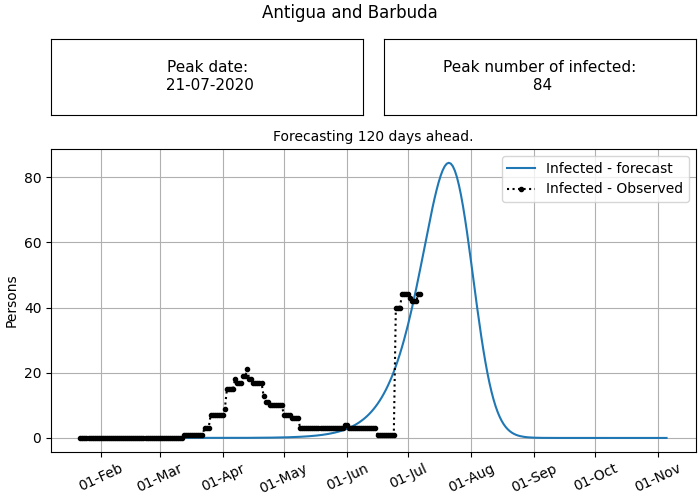 Antigua and Barbuda
Peak date:
21-07-2020
Peak number of infected:
84
Forecasting 120 days ahead.
Infected - forecast
Infected - Observed
Persons
80
60
40
20
0
01-Feb
01-Mar
01-Apr
01-May
01-Jun
01-Jul
01-Aug
01-Sep
01-Oct
01-Nov